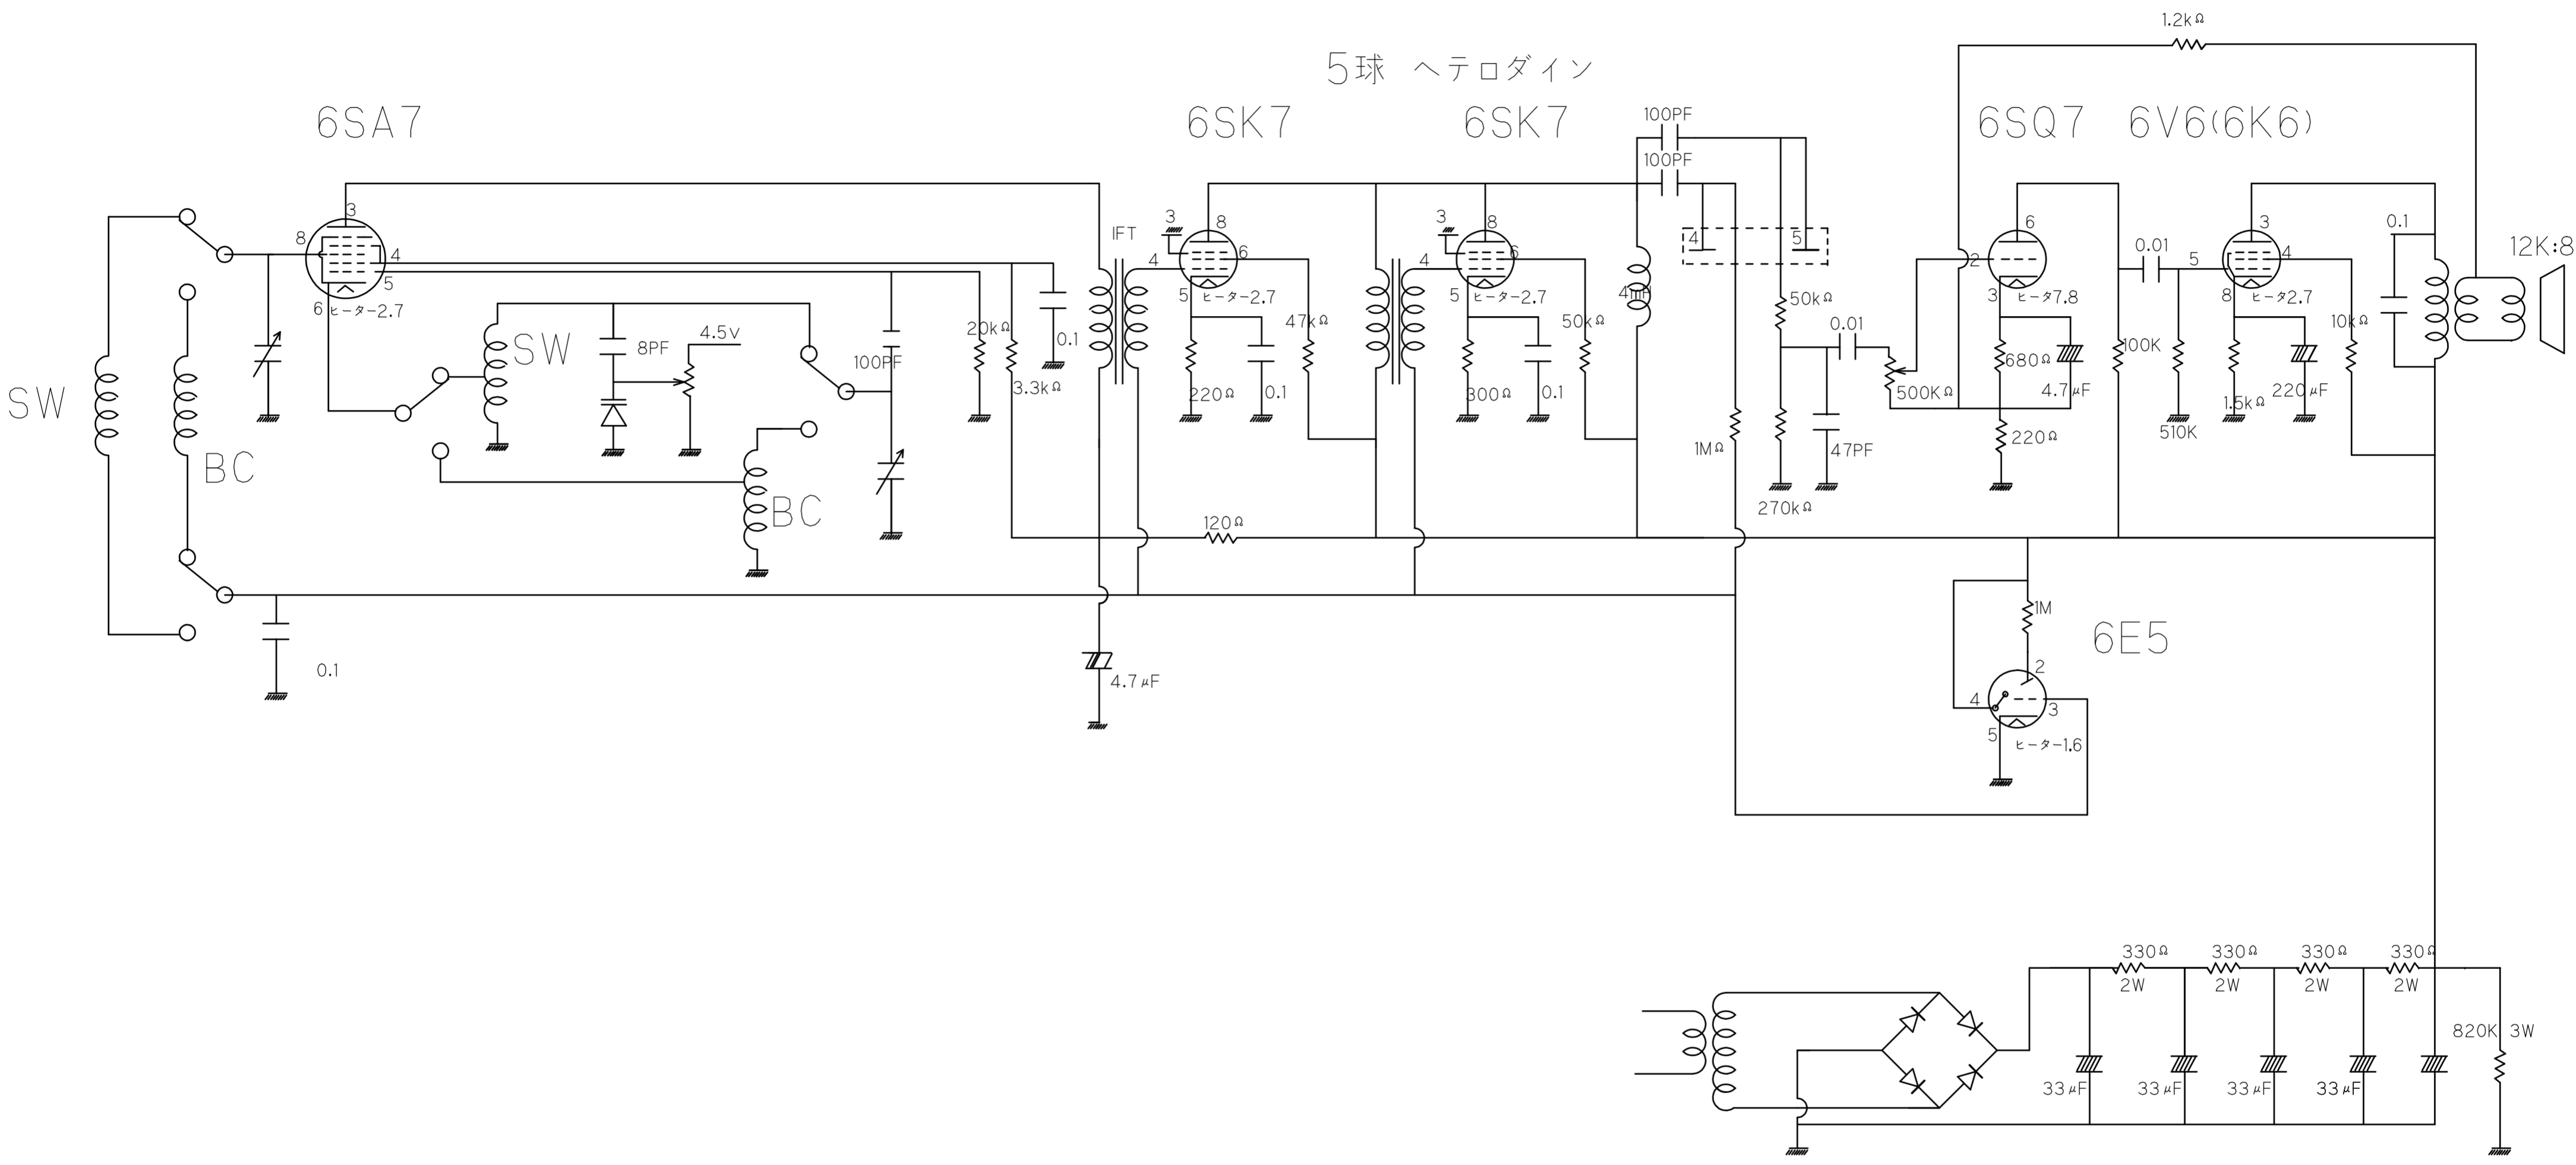 1.2kΩ
5球 ヘテロダイン
6SA7
6SK7
6SK7
6SQ7
6V6(6K6)
100PF
100PF
3
8
4
5
6
ヒーター2.7
IFT
3
8
6
4
5
ヒーター2.7
3
8
6
4
5
ヒーター2.7
4
5
4mH
6
2
3
ヒータ7.8
0.01
3
4
5
8
ヒータ2.7
0.1
12K:8
SW
BC
SW
8PF
4.5V
BC
100PF
20kΩ
3.3kΩ
0.1
220Ω
0.1
47kΩ
300Ω
0.1
50kΩ
50kΩ
0.01
500KΩ
680Ω
4.7μF
220Ω
100K
510K
1.5kΩ
220μF
10kΩ
1MΩ
270kΩ
47PF
120Ω
0.1
4.7μF
1M
6E5
2
4
3
5
ヒーター1.6
330Ω
2W
330Ω
2W
330Ω
2W
330Ω
2W
820K 3W
33μF
33μF
33μF
33μF